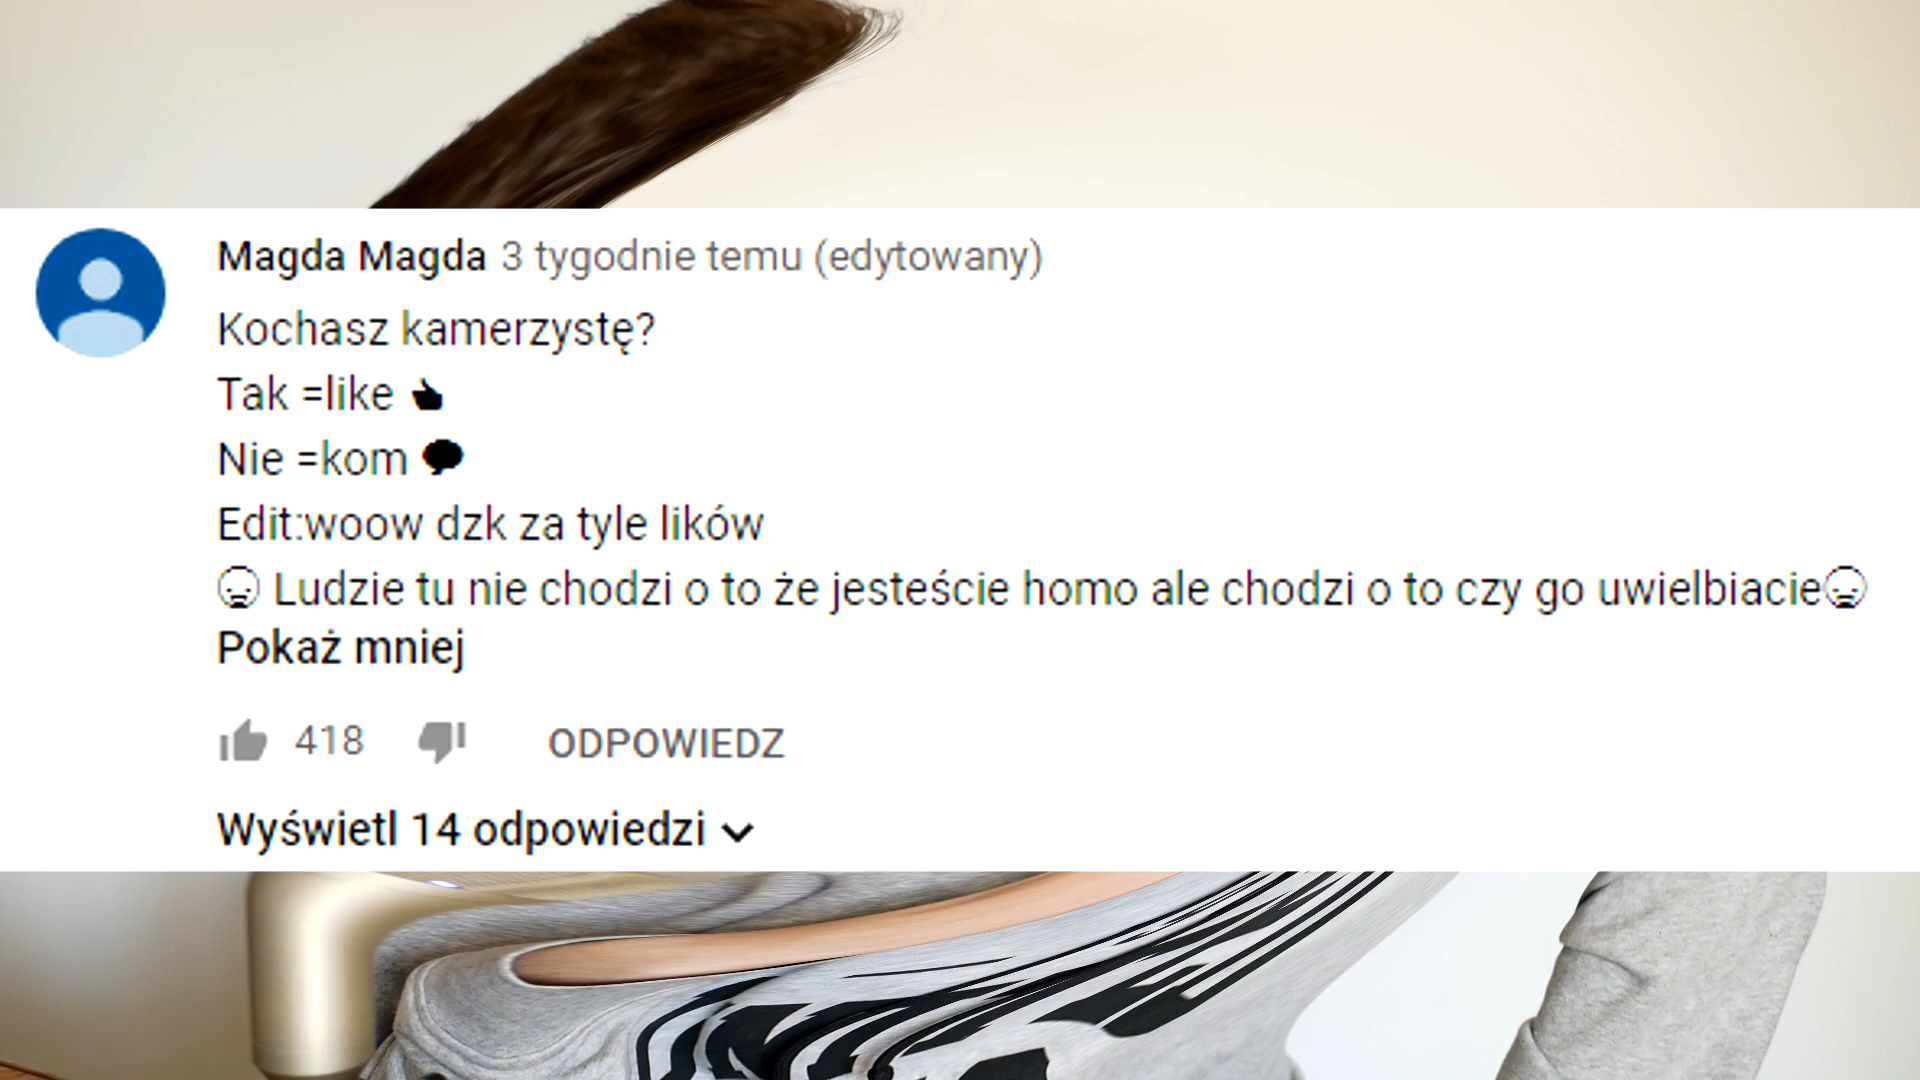 Magda Magda 3 tygodnie temu (edytowany)
Kochasz kamerzystę?
Tak =like 👍
Nie =kom 💬
Edit:woow dzk za tyle lików
Ludzie tu nie chodzi o to że jesteście homo ale chodzi o to czy go uwielbiacie
Pokaż mniej
418 ODPOWIEDZ
Wyświetl 14 odpowiedzi